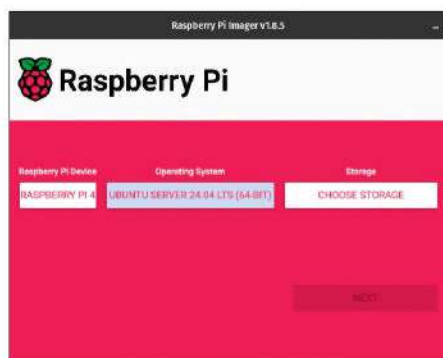 Raspberry Pi Imager v1.8.5
Raspberry Pi
Raspberry Pi Device
Operating System
Storage
RASPBERRY PI 4
UBUNTU SERVER 24.04 LTS (64-BIT)
CHOOSE STORAGE
NEXT